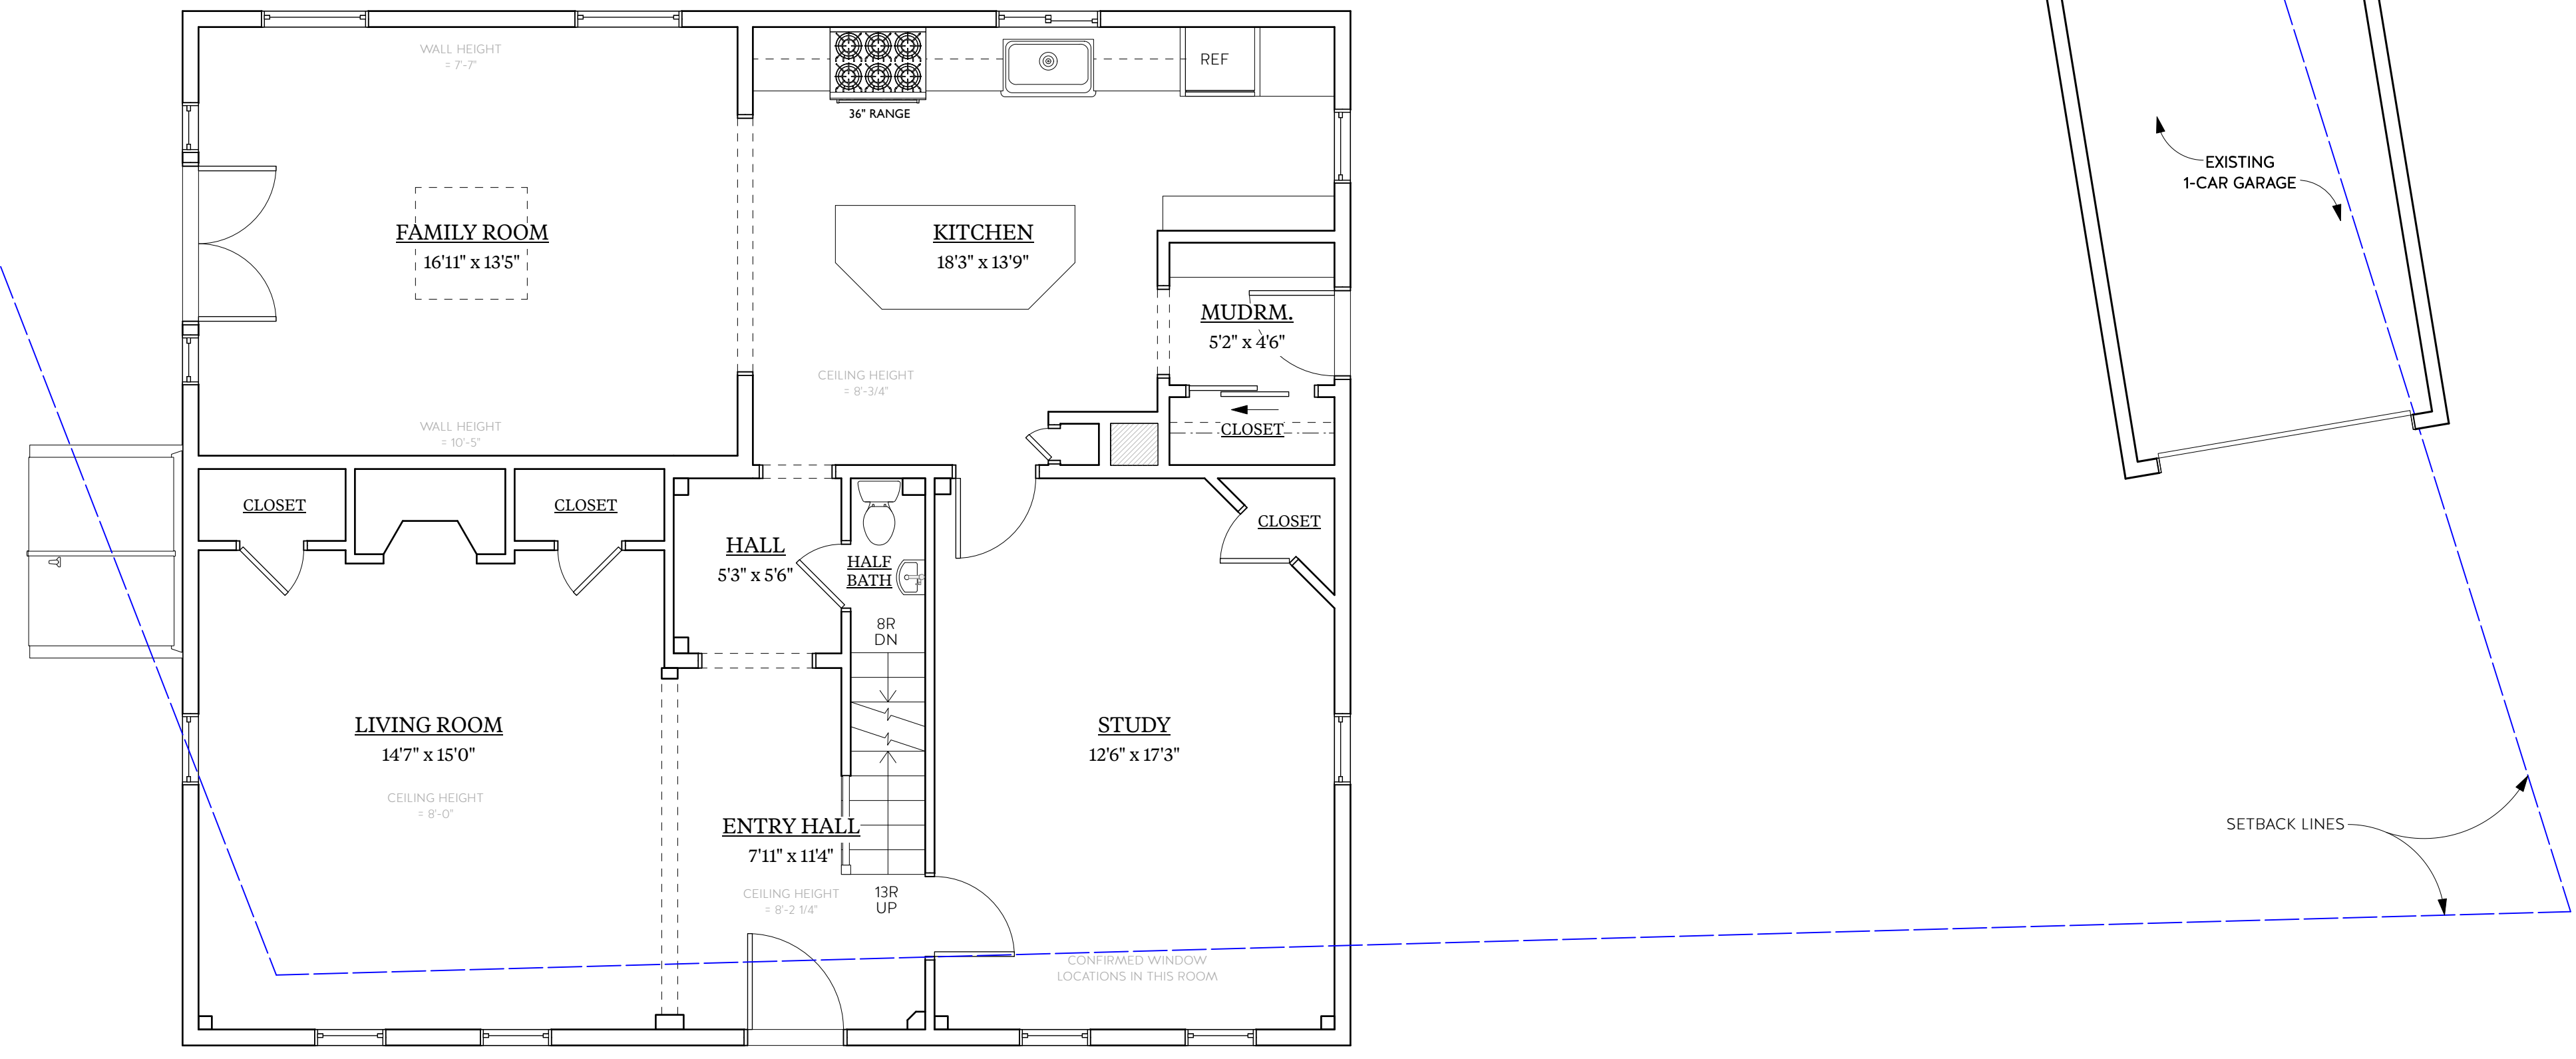 WALL HEIGHT
= 7'-7"
REF
36" RANGE
EXISTING
1-CAR GARAGE
FAMILY ROOM
16'11" x 13'5"
KITCHEN
18'3" x 13'9"
MUDRM.
5'2" x 4'6"
CEILING HEIGHT
= 8'-3/4"
WALL HEIGHT
= 10'-5"
CLOSET
CLOSET
CLOSET
CLOSET
HALL
5'3" x 5'6"
HALF
BATH
8R
DN
LIVING ROOM
14'7" x 15'0"
STUDY
12'6" x 17'3"
CEILING HEIGHT
= 8'-0"
ENTRY HALL
7'11" x 11'4"
SETBACK LINES
CEILING HEIGHT
= 8'-2 1/4"
13R
UP
CONFIRMED WINDOW
LOCATIONS IN THIS ROOM